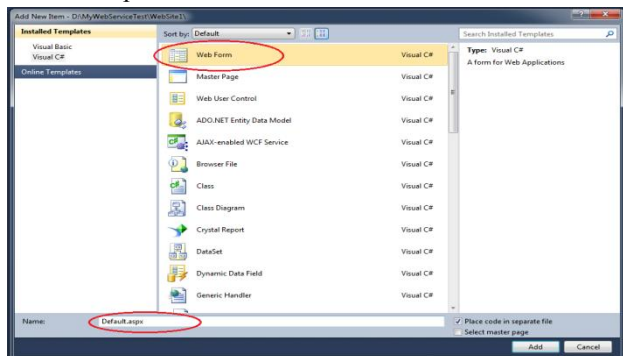 Add New Item - D:\MyWebServiceTest\WebSite1\
Installed Templates
Visual Basic
Visual C#
Online Templates
Sort by: Default
Search Installed Templates
Web Form Visual C#
Master Page Visual C#
Web User Control Visual C#
ADO.NET Entity Data Model Visual C#
AJAX-enabled WCF Service Visual C#
Browser File Visual C#
Class Visual C#
Class Diagram Visual C#
Crystal Report Visual C#
DataSet Visual C#
Dynamic Data Field Visual C#
Generic Handler Visual C#
Type: Visual C#
A form for Web Applications
Name: Default.aspx
Place code in separate file
Select master page
Add Cancel